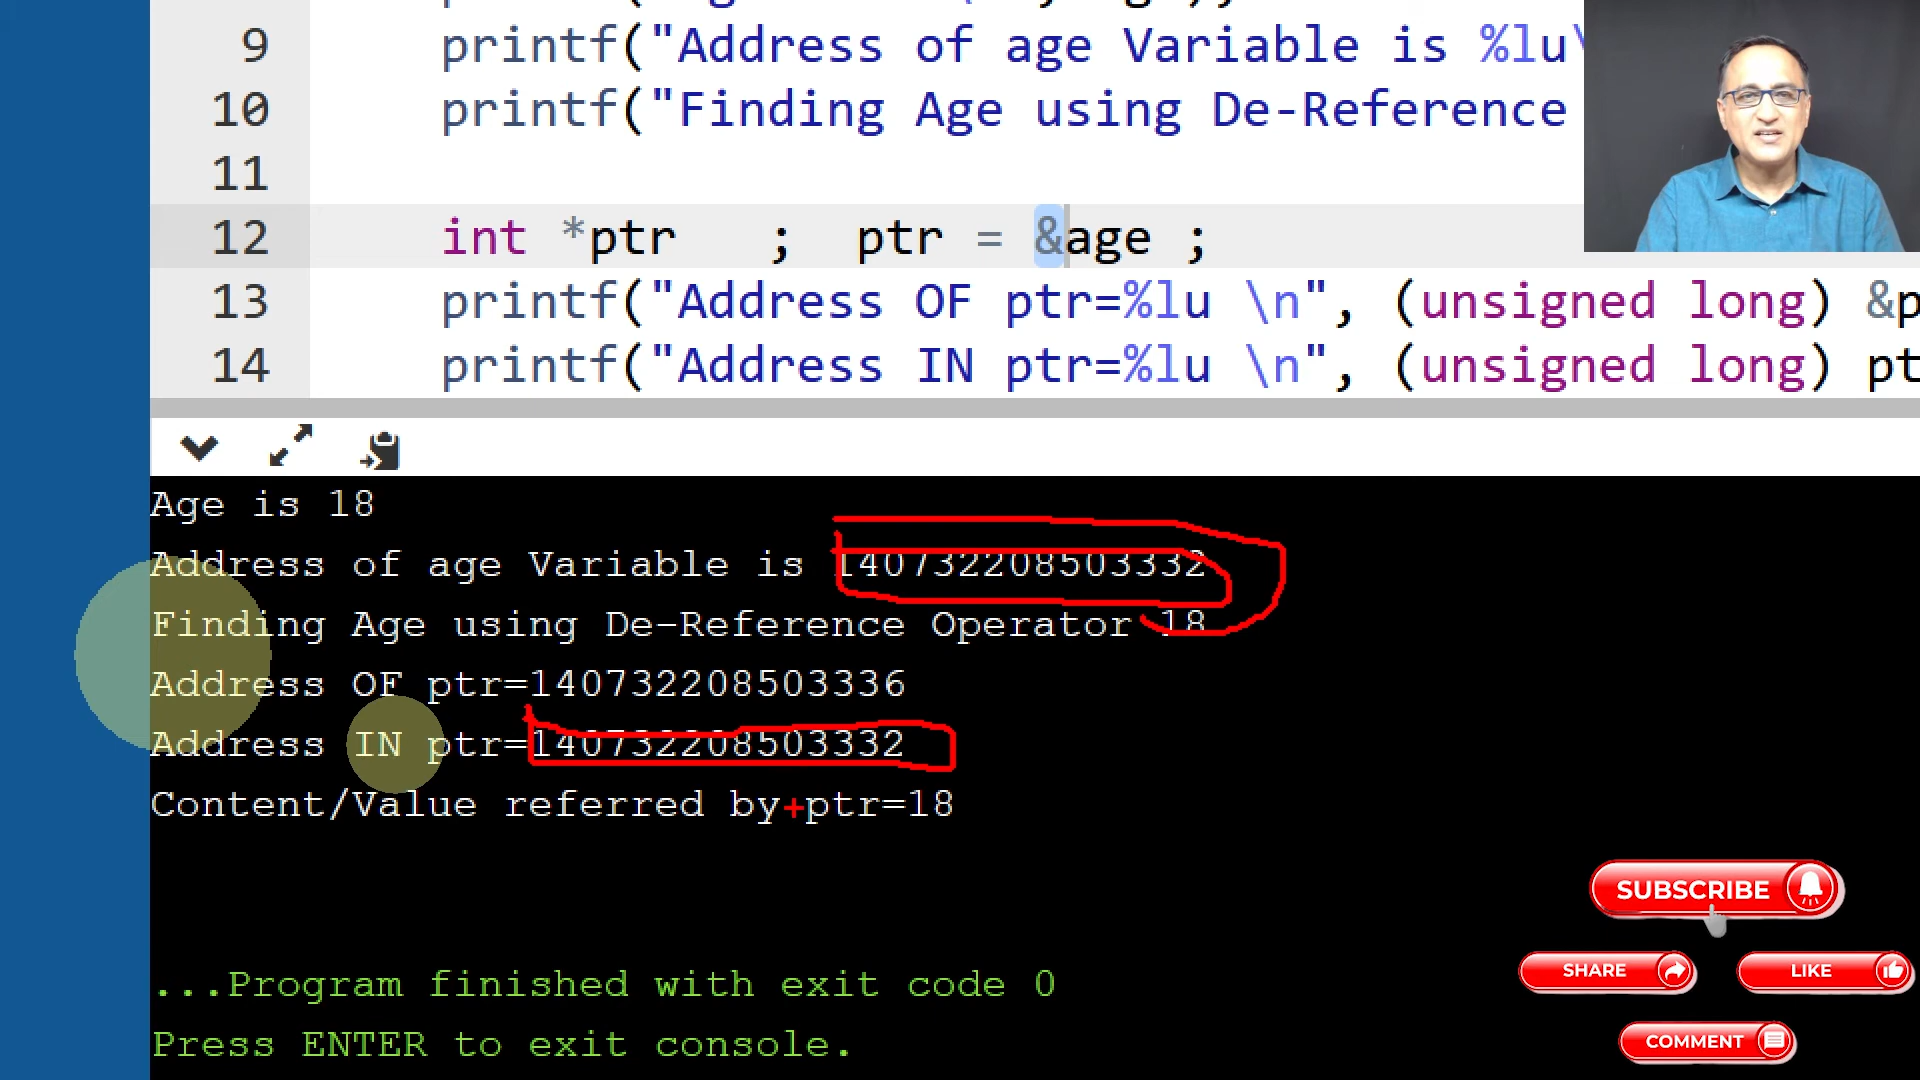 9 printf("Address of age Variable is %lu\
10 printf("Finding Age using De-Reference
11
12 int *ptr ; ptr = &age ;
13 printf("Address OF ptr=%lu \n", (unsigned long) &p
14 printf("Address IN ptr=%lu \n", (unsigned long) pt
Age is 18
Address of age Variable is 140732208503332
Finding Age using De-Reference Operator 18
Address OF ptr=140732208503336
Address IN ptr=140732208503332
Content/Value referred by ptr=18
...Program finished with exit code 0
Press ENTER to exit console.
SUBSCRIBE
SHARE
LIKE
COMMENT